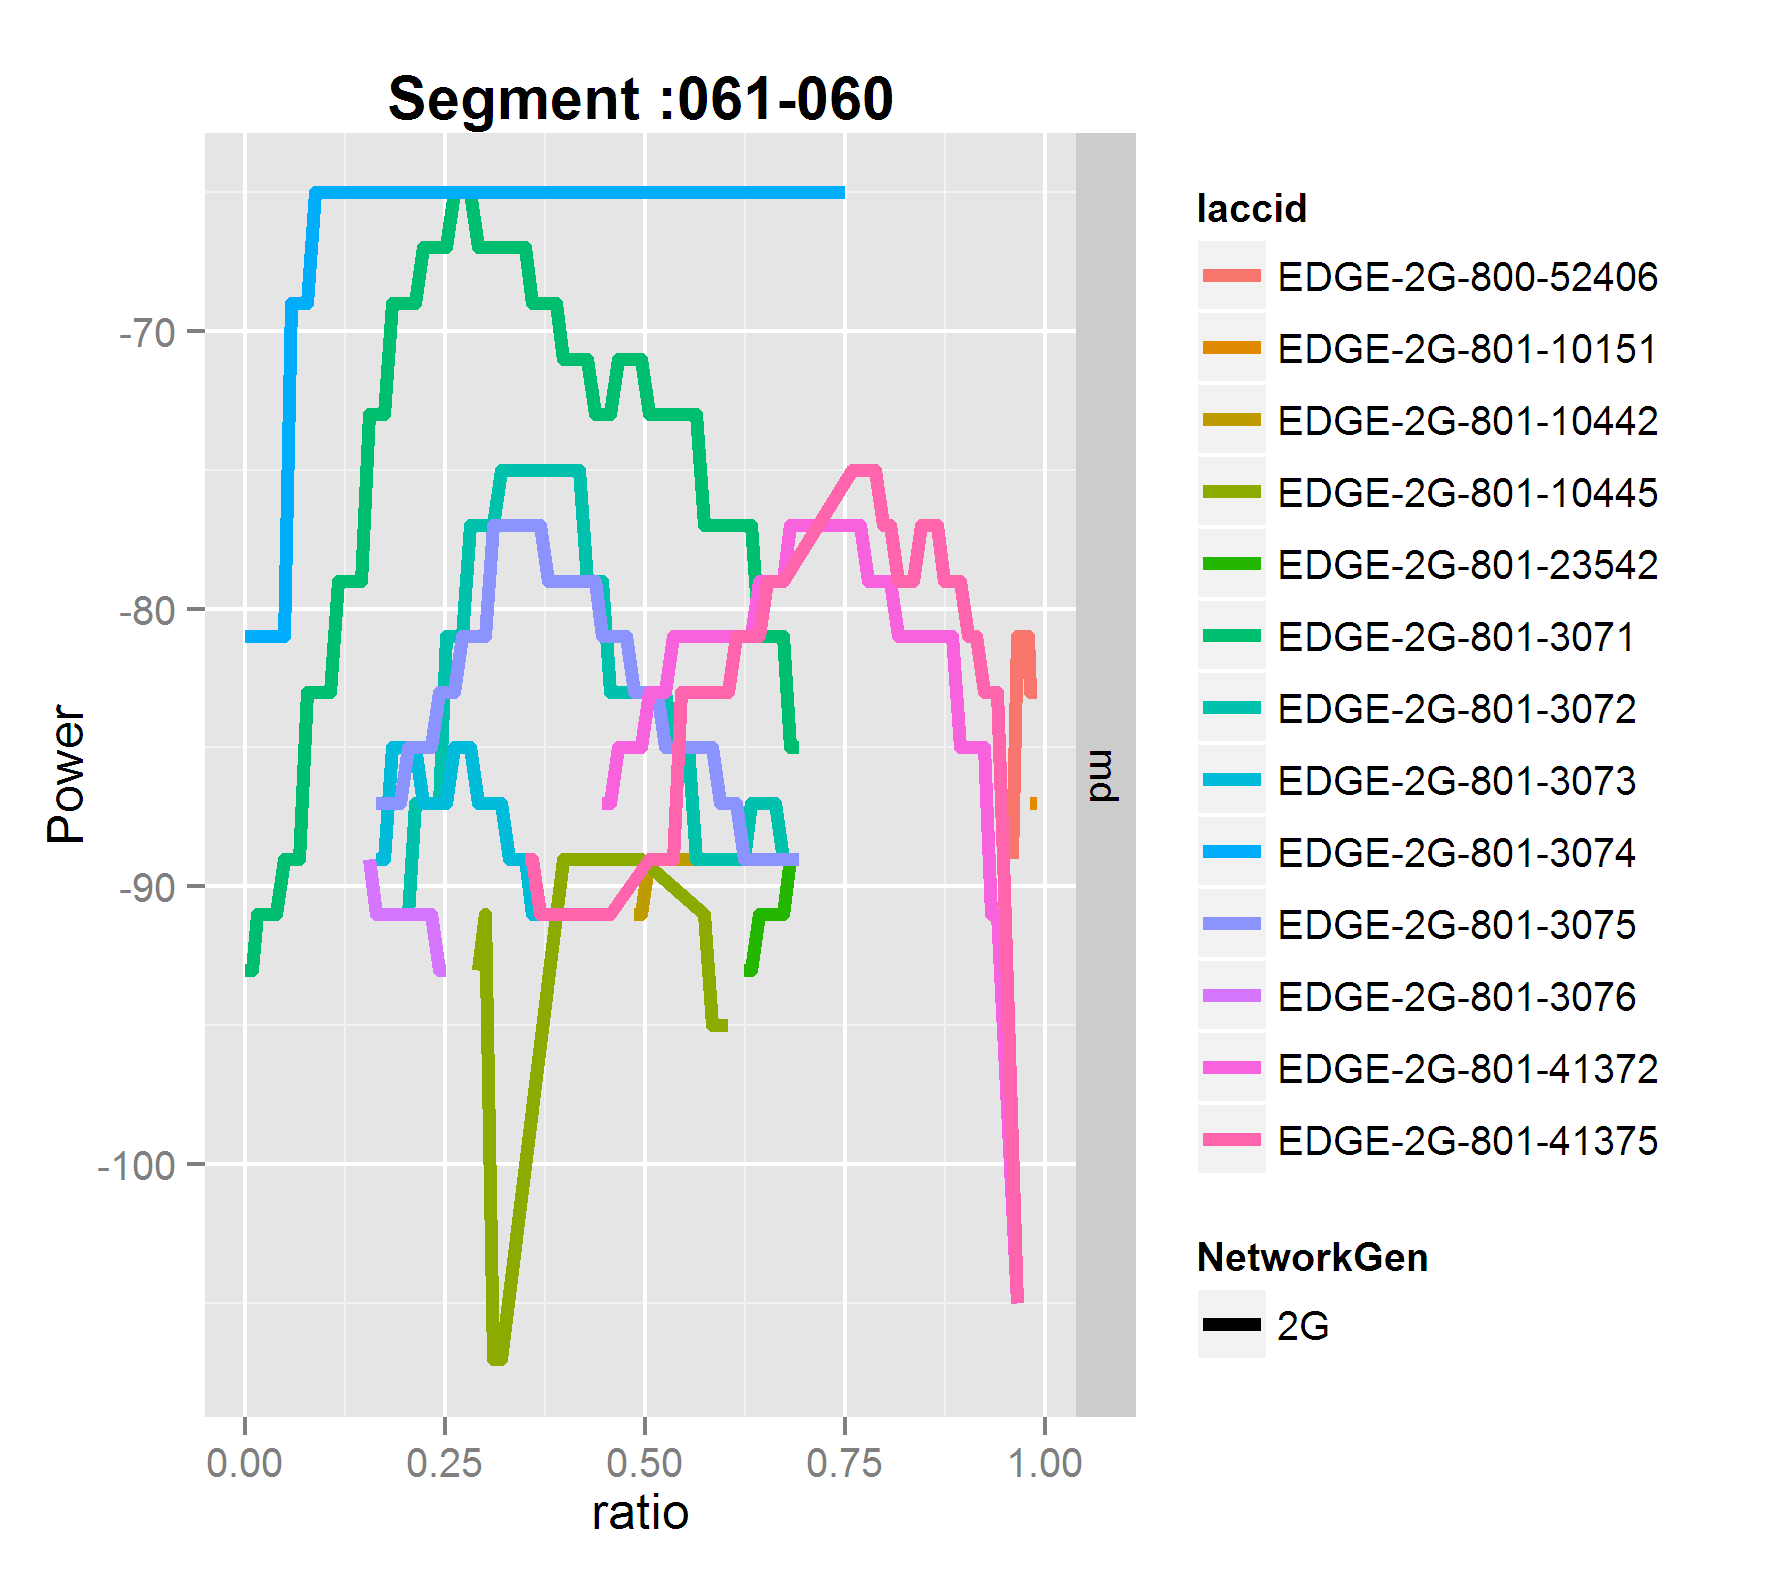 Segment :061-060
Power
-70
-80
-90
-100
0.00 0.25 0.50 0.75 1.00
ratio
md
laccid
EDGE-2G-800-52406
EDGE-2G-801-10151
EDGE-2G-801-10442
EDGE-2G-801-10445
EDGE-2G-801-23542
EDGE-2G-801-3071
EDGE-2G-801-3072
EDGE-2G-801-3073
EDGE-2G-801-3074
EDGE-2G-801-3075
EDGE-2G-801-3076
EDGE-2G-801-41372
EDGE-2G-801-41375
NetworkGen
2G